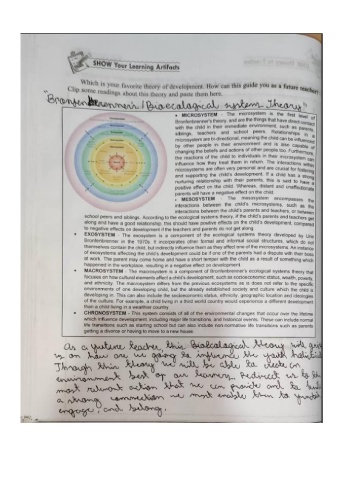 SHOW Your Learning Artifacts
Which is your favorite theory of development. How can this guide you as a future teacher?
Clip some readings about this theory and paste them here.
/Bioecological system Theory"
• MICROSYSTEM - The microsystem is the first level of
Bronfenbrenner's theory, and are the things that have direct contact
with the child in their immediate environment, such as parents,
siblings, teachers and school peers. Relationships in a
microsystem are bi-directional, meaning the child can be influenced
by other people in their environment and is also capable of
changing the beliefs and actions of other people too. Furthermore,
the reactions of the child to individuals in their microsystem can
influence how they treat them in return. The interactions within
microsystems are often very personal and are crucial for fostering
and supporting the child's development. If a child has a strong
nurturing relationship with their parents, this is said to have a
positive effect on the child. Whereas, distant and unaffectionate
parents will have a negative effect on the child.
• MESOSYSTEM - The mesosystem encompasses the
interactions between the child's microsystems, such as the
interactions between the child's parents and teachers, or between
school peers and siblings. According to the ecological systems theory, if the child's parents and teachers get
along and have a good relationship, this should have positive effects on the child's development, compared
to negative effects on development if the teachers and parents do not get along.
• EXOSYSTEM - The exosystem is a component of the ecological systems theory developed by Urie
Bronfenbrenner in the 1970s. It incorporates other formal and informal social structures, which do not
themselves contain the child, but indirectly influence them as they affect one of the microsystems. An instance
of exosystems affecting the child's development could be if one of the parents had a dispute with their boss
at work. The parent may come home and have a short temper with the child as a result of something which
happened in the workplace, resulting in a negative effect on development.
• MACROSYSTEM - The macrosystem is a component of Bronfenbrenner's ecological systems theory that
focuses on how cultural elements affect a child's development, such as socioeconomic status, wealth, poverty,
and ethnicity. The macrosystem differs from the previous ecosystems as it does not refer to the specific
environments of one developing child, but the already established society and culture which the child is
developing in. This can also include the socioeconomic status, ethnicity, geographic location and ideologies
of the culture. For example, a child living in a third world country would experience a different development
than a child living in a wealthier country.
• CHRONOSYSTEM - This system consists of all of the environmental changes that occur over the lifetime
which influence development, including major life transitions, and historical events. These can include normal
life transitions such as starting school but can also include non-normative life transitions such as parents
getting a divorce or having to move to a new house.
As a future teacher, this Bioecological theory
is on how are we going to influence the youth
Through this theory we will be able to create an
environment best of our learners. Redirect us to the
most relevant action that we can provide and to
a strong connection we must enable them to
engage, and belong.